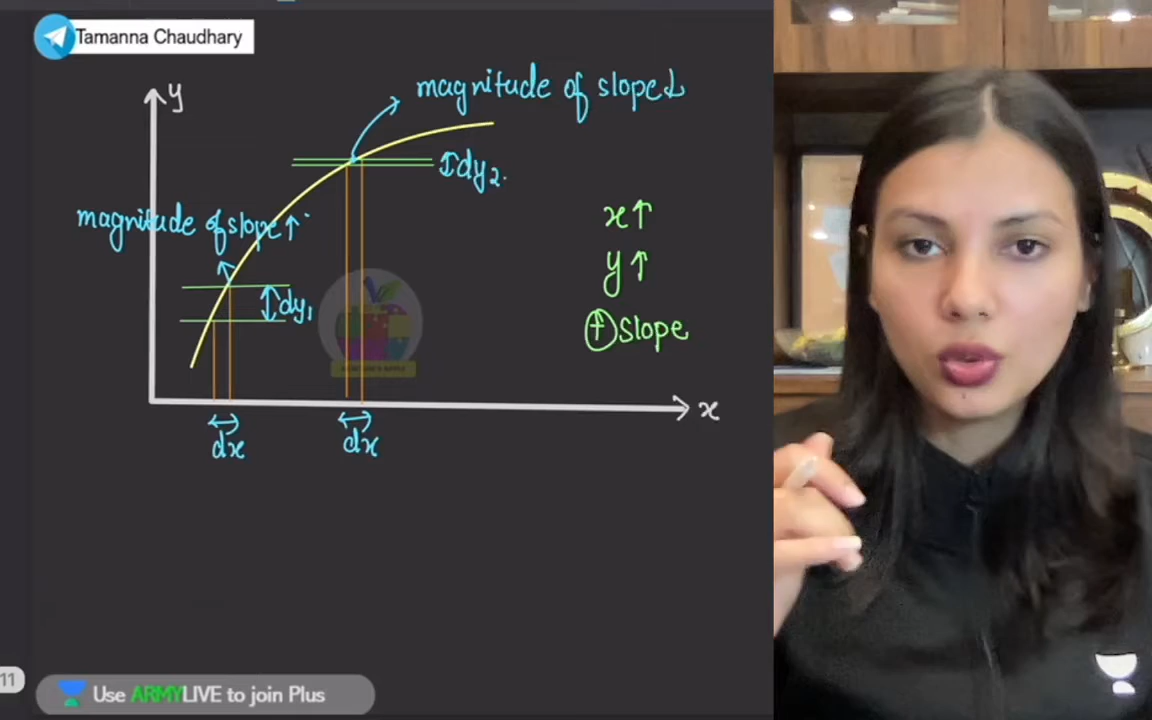 Tamanna Chaudhary
y
magnitude of slope↓
dy₂.
magnitude of slope↑
x↑
y↑
dy₁
⊕slope
x
dx
dx
11
Use ARMYLIVE to join Plus